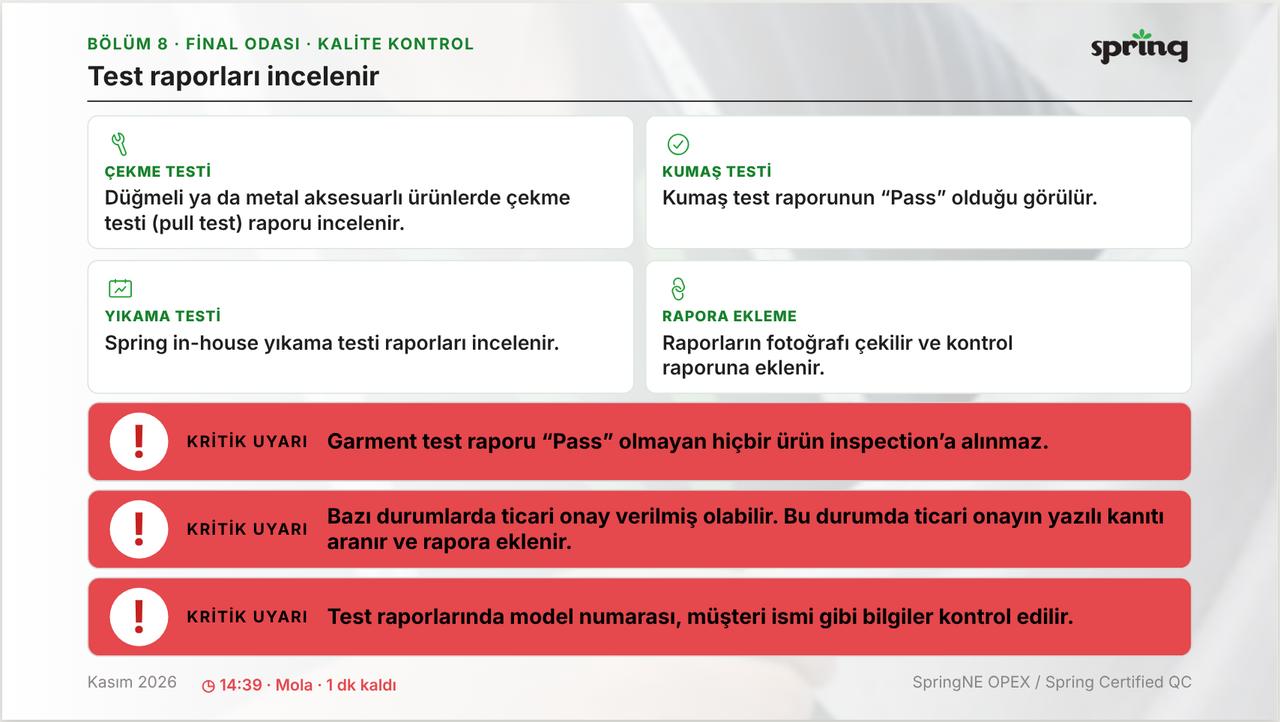 BÖLÜM 8 · FİNAL ODASI · KALİTE KONTROL
spring
Test raporları incelenir
ÇEKME TESTİ
Düğmeli ya da metal aksesuarlı ürünlerde çekme
testi (pull test) raporu incelenir.
KUMAŞ TESTİ
Kumaş test raporunun “Pass” olduğu görülür.
YIKAMA TESTİ
Spring in-house yıkama testi raporları incelenir.
RAPORA EKLEME
Raporların fotoğrafı çekilir ve kontrol
raporuna eklenir.
KRİTİK UYARI Garment test raporu “Pass” olmayan hiçbir ürün inspection’a alınmaz.
KRİTİK UYARI Bazı durumlarda ticari onay verilmiş olabilir. Bu durumda ticari onayın yazılı kanıtı
aranır ve rapora eklenir.
KRİTİK UYARI Test raporlarında model numarası, müşteri ismi gibi bilgiler kontrol edilir.
Kasım 2026 14:39 · Mola · 1 dk kaldı SpringNE OPEX / Spring Certified QC